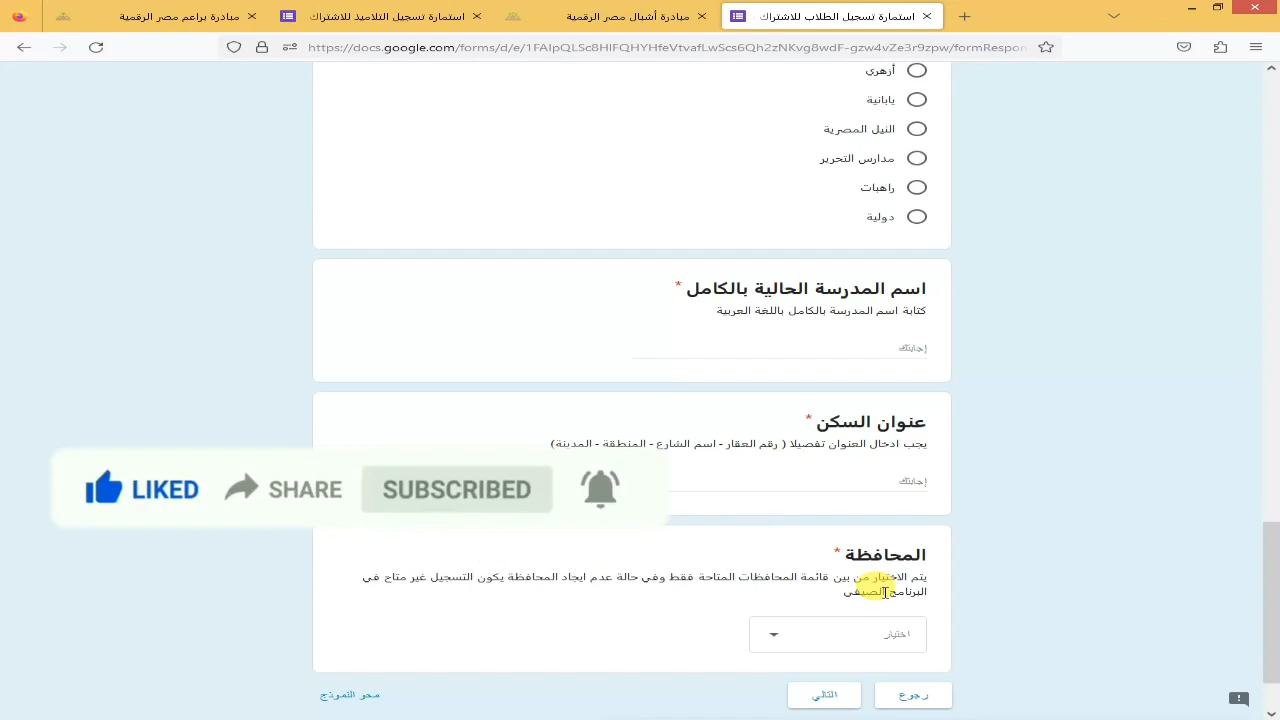 مبادرة براعم مصر الرقمية
استمارة تسجيل التلاميذ للاشتراك
مبادرة أشبال مصر الرقمية
استمارة تسجيل الطلاب للاشتراك
https://docs.google.com/forms/d/e/1FAIpQLSc8HIFQHYHfeVtvafLwScs6Qh2zNKvg8wdF-gzw4vZe3r9zpw/formRespon
أزهري
يابانية
النيل المصرية
مدارس التحرير
راهبات
دولية
اسم المدرسة الحالية بالكامل *
كتابة اسم المدرسة بالكامل باللغة العربية
إجابتك
عنوان السكن *
يجب ادخال العنوان تفصيلا ( رقم العقار - اسم الشارع - المنطقة - المدينة)
إجابتك
LIKED SHARE SUBSCRIBED
المحافظة *
يتم الاختيار من بين قائمة المحافظات المتاحة فقط وفي حالة عدم ايجاد المحافظة يكون التسجيل غير متاح في
البرنامج الصيفى
اختيار
رجوع
التالي
محو النموذج